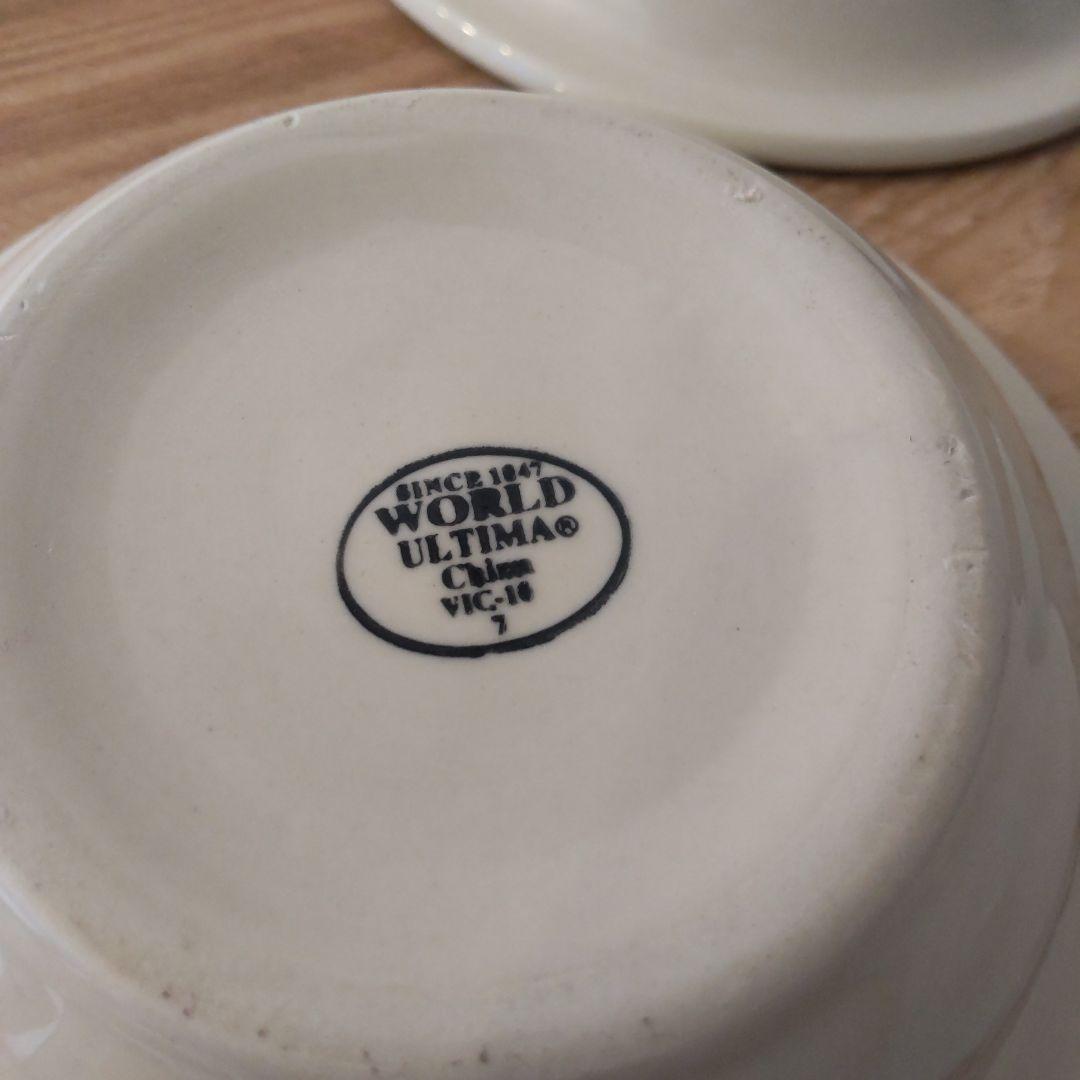 SINCE 1847
WORLD
ULTIMA®
China
VIC-10
7